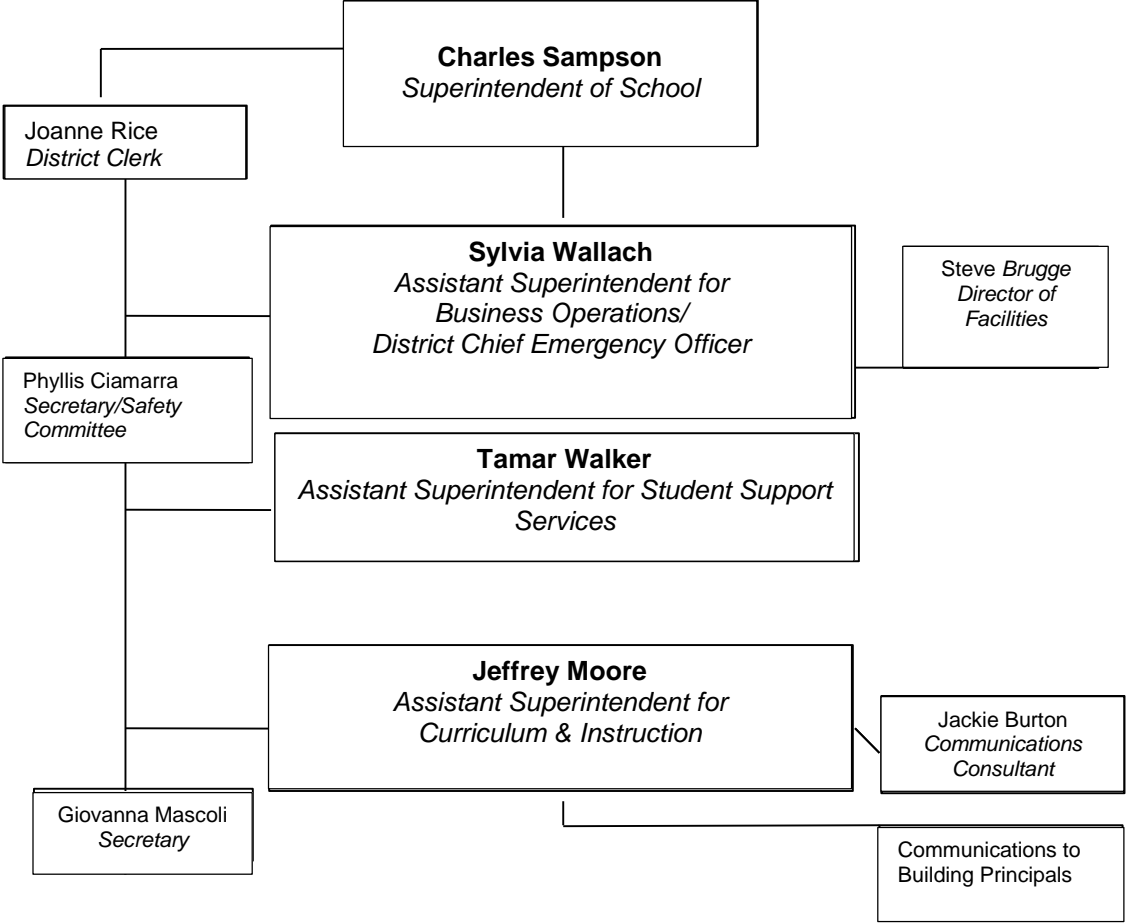 Charles Sampson
Superintendent of School
Joanne Rice
District Clerk
Sylvia Wallach
Assistant Superintendent for
Business Operations/
District Chief Emergency Officer
Steve Brugge
Director of
Facilities
Phyllis Ciamarra
Secretary/Safety
Committee
Tamar Walker
Assistant Superintendent for Student Support
Services
Jeffrey Moore
Assistant Superintendent for
Curriculum & Instruction
Jackie Burton
Communications
Consultant
Giovanna Mascoli
Secretary
Communications to
Building Principals